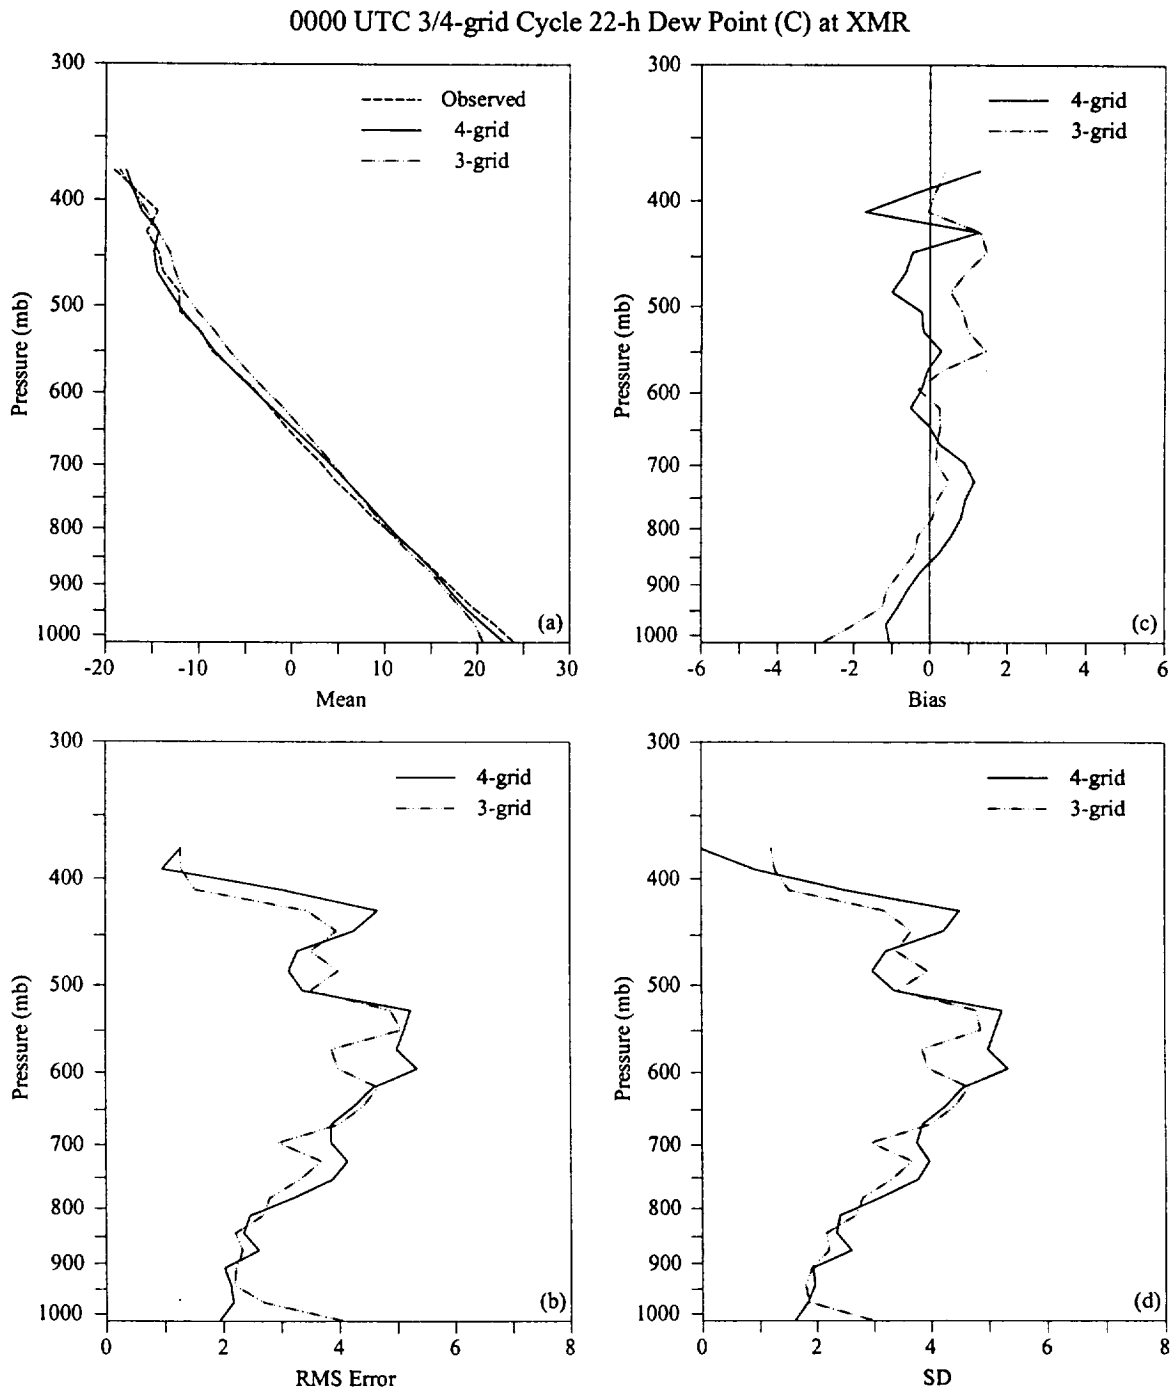 0000 UTC 3/4-grid Cycle 22-h Dew Point (C) at XMR
300
400
500
600
700
800
900
1000
Pressure (mb)
Observed
4-grid
3-grid
(a)
-20 -10 0 10 20 30
Mean
300
400
500
600
700
800
900
1000
Pressure (mb)
4-grid
3-grid
(c)
-6 -4 -2 0 2 4 6
Bias
300
400
500
600
700
800
900
1000
Pressure (mb)
4-grid
3-grid
(b)
0 2 4 6 8
RMS Error
300
400
500
600
700
800
900
1000
Pressure (mb)
4-grid
3-grid
(d)
0 2 4 6 8
SD